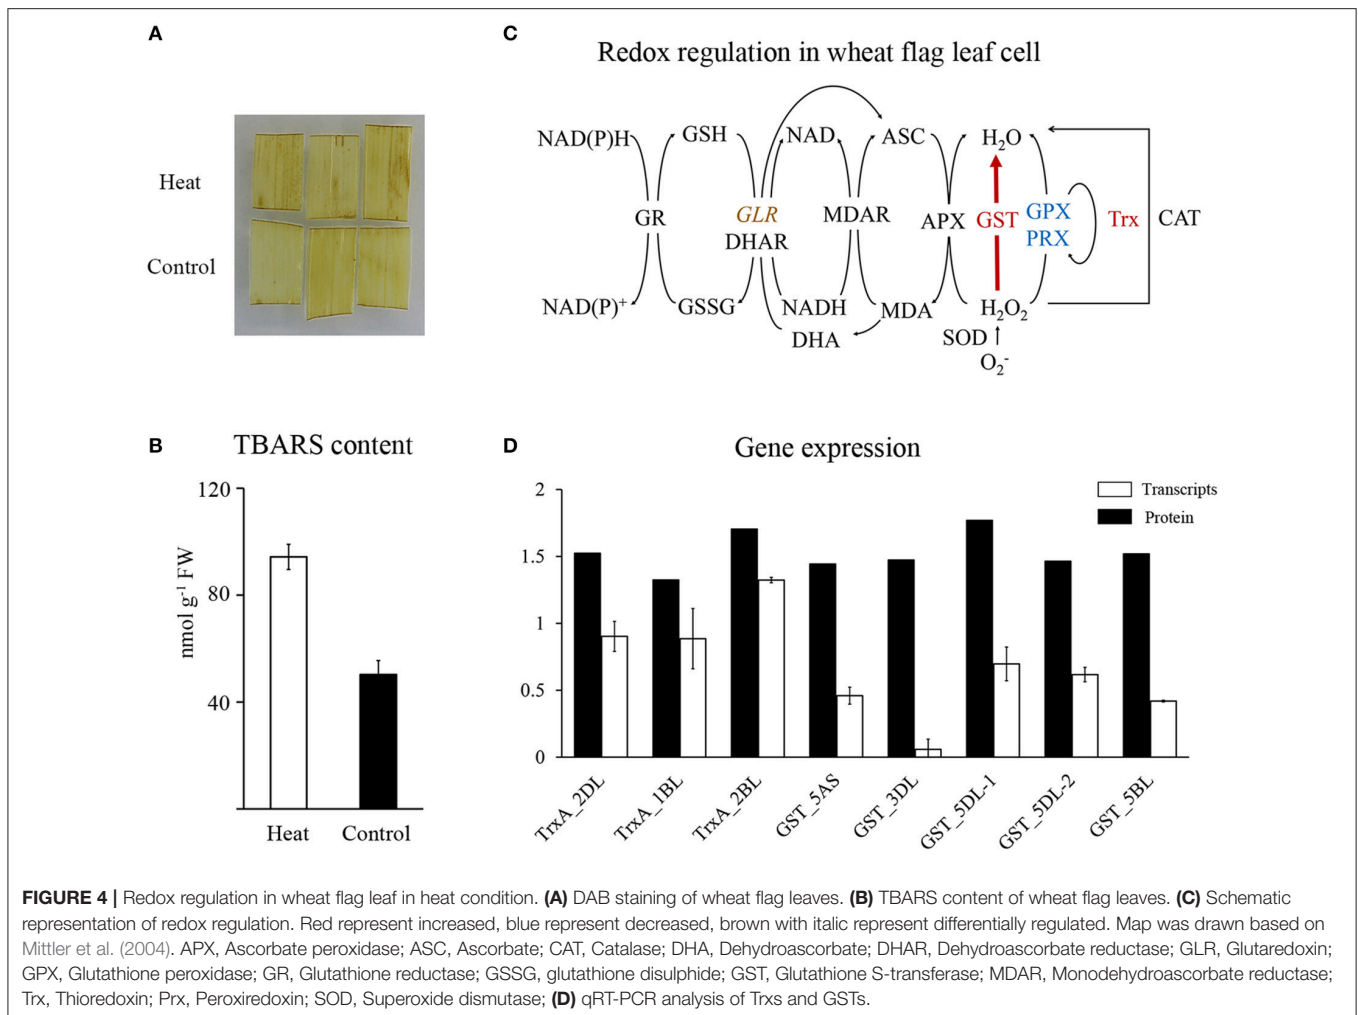 A
Heat
Control
C
Redox regulation in wheat flag leaf cell
NAD(P)H
GSH
NAD
ASC
H₂O
GR
GLR
DHAR
MDAR
APX
GST
GPX
PRX
Trx
CAT
NAD(P)⁺
GSSG
NADH
MDA
H₂O₂
DHA
SOD
O₂⁻
B
TBARS content
nmol g⁻¹ FW
120
80
40
Heat
Control
D
Gene expression
Transcripts
Protein
2
1.5
1
0.5
0
TrxA_2DL
TrxA_1BL
TrxA_2BL
GST_5AS
GST_3DL
GST_5DL-1
GST_5DL-2
GST_5BL
FIGURE 4 | Redox regulation in wheat flag leaf in heat condition. (A) DAB staining of wheat flag leaves. (B) TBARS content of wheat flag leaves. (C) Schematic
representation of redox regulation. Red represent increased, blue represent decreased, brown with italic represent differentially regulated. Map was drawn based on
Mittler et al. (2004). APX, Ascorbate peroxidase; ASC, Ascorbate; CAT, Catalase; DHA, Dehydroascorbate; DHAR, Dehydroascorbate reductase; GLR, Glutaredoxin;
GPX, Glutathione peroxidase; GR, Glutathione reductase; GSSG, glutathione disulphide; GST, Glutathione S-transferase; MDAR, Monodehydroascorbate reductase;
Trx, Thioredoxin; Prx, Peroxiredoxin; SOD, Superoxide dismutase; (D) qRT-PCR analysis of Trxs and GSTs.